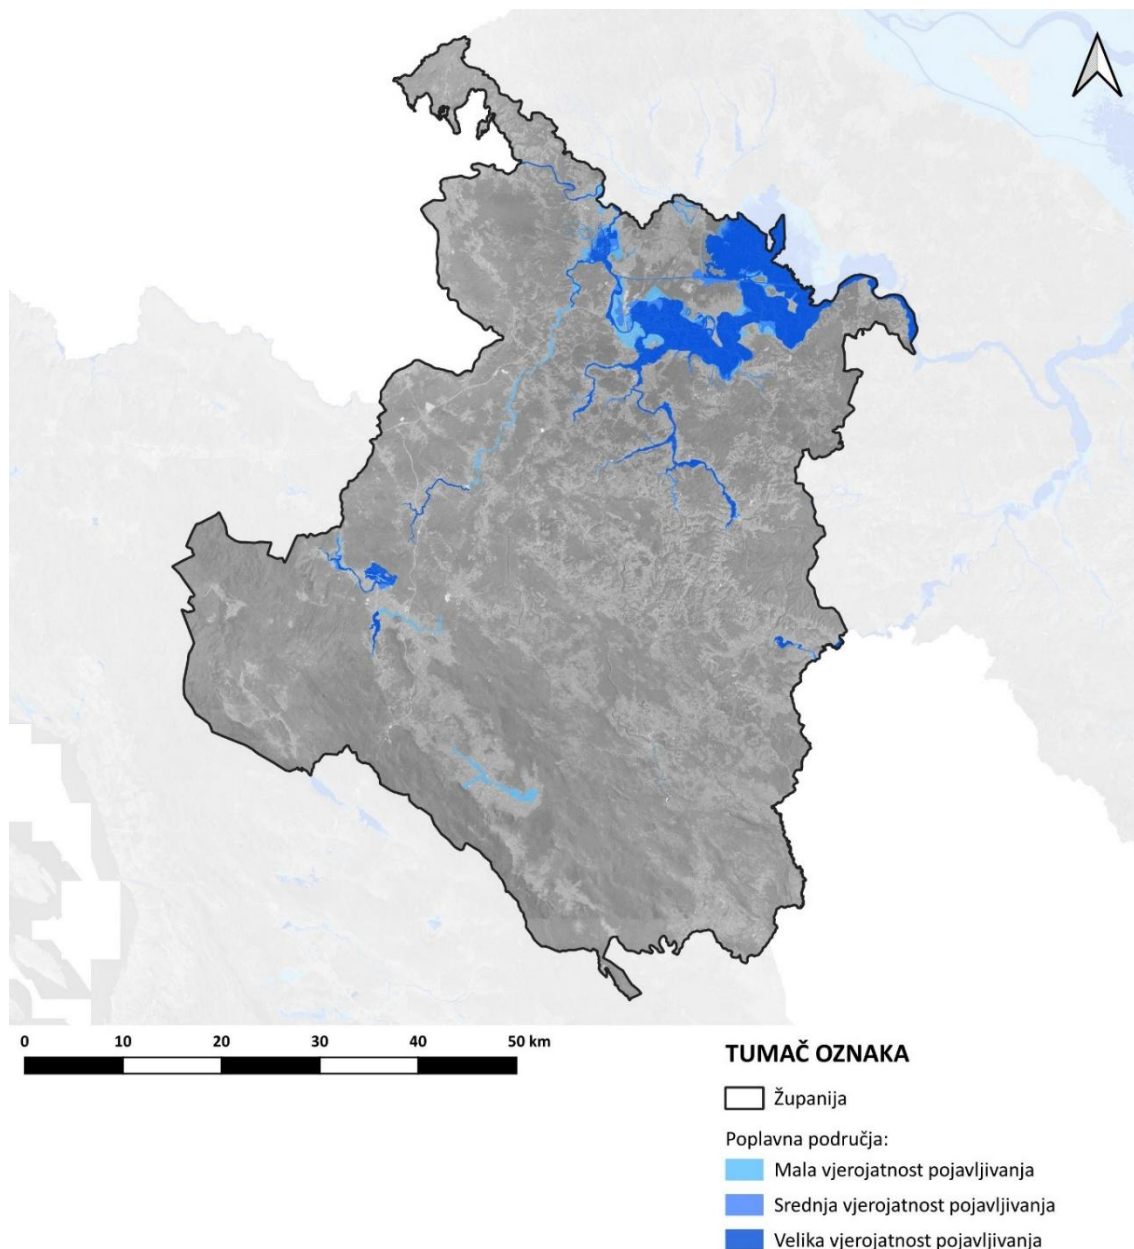 0 10 20 30 40 50 km
TUMAČ OZNAKA
Županija
Poplavna područja:
Mala vjerojatnost pojavljivanja
Srednja vjerojatnost pojavljivanja
Velika vjerojatnost pojavljivanja